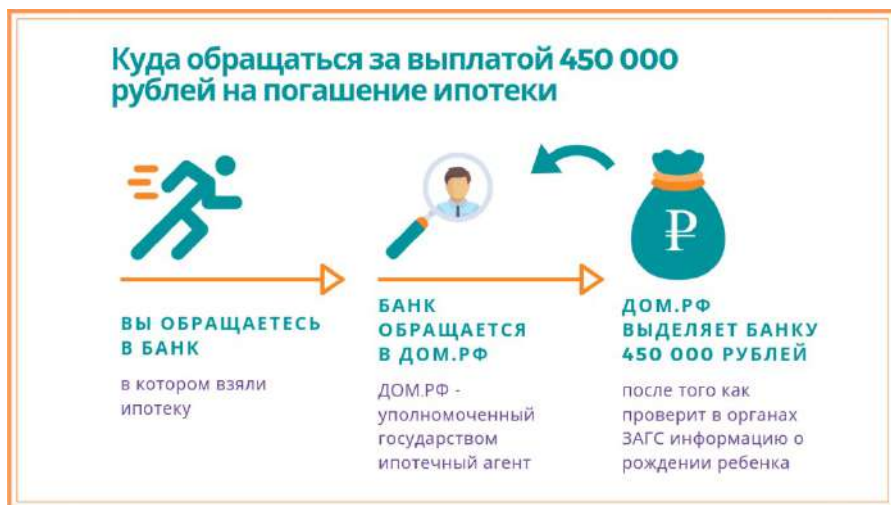 Куда обращаться за выплатой 450 000
рублей на погашение ипотеки
₽
ВЫ ОБРАЩАЕТЕСЬ
В БАНК
в котором взяли
ипотеку
БАНК
ОБРАЩАЕТСЯ
В ДОМ.РФ
ДОМ.РФ -
уполномоченный
государством
ипотечный агент
ДОМ.РФ
ВЫДЕЛЯЕТ БАНКУ
450 000 РУБЛЕЙ
после того как
проверит в органах
ЗАГС информацию о
рождении ребенка